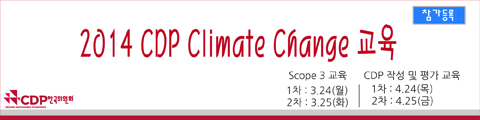 참가등록
2014 CDP Climate Change 교육
Scope 3 교육
1차 : 3.24(월)
2차 : 3.25(화)
CDP 작성 및 평가 교육
1차 : 4.24(목)
2차 : 4.25(금)
CDP한국위원회